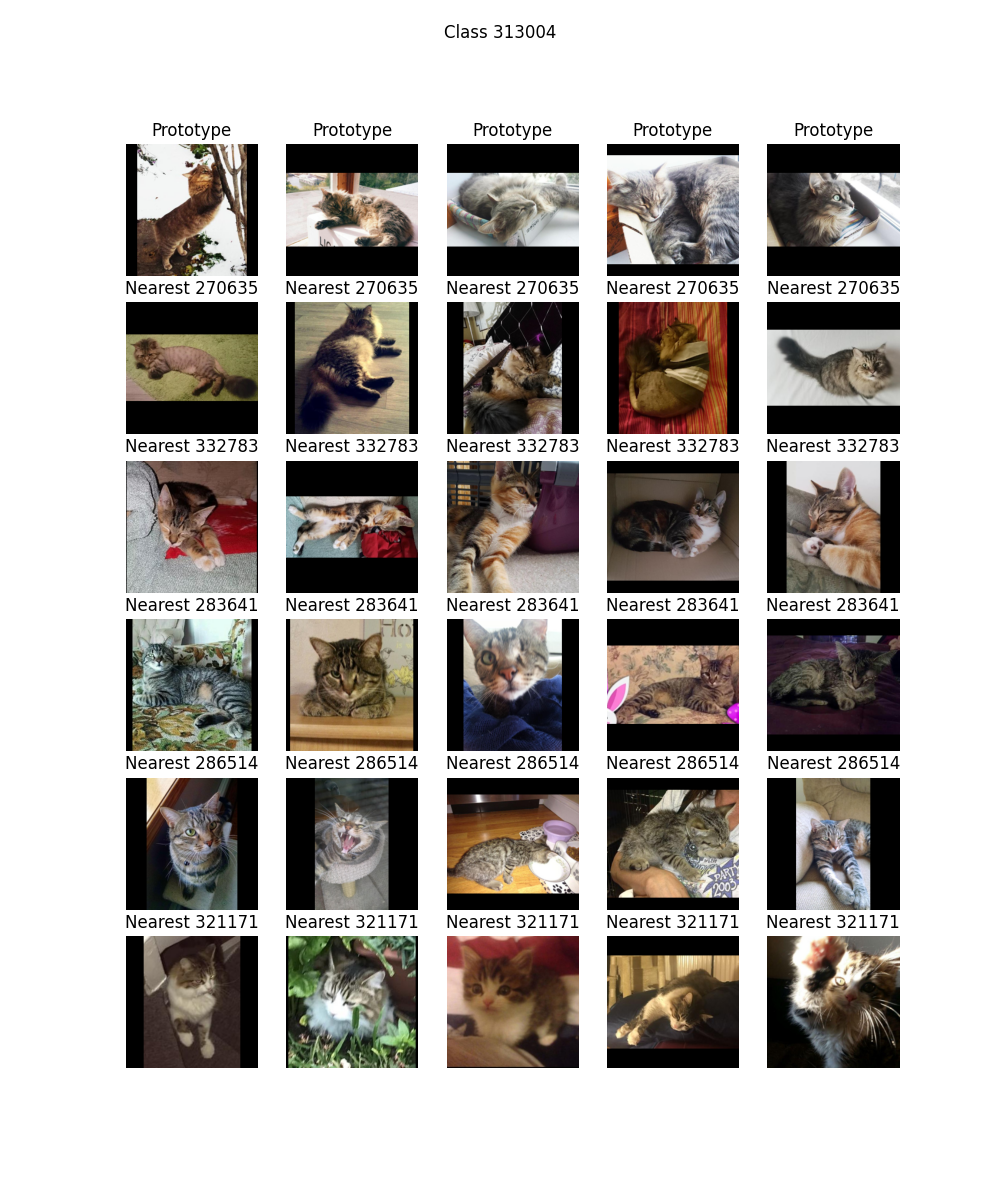 Class 313004
Prototype Prototype Prototype Prototype Prototype
Nearest 270635 Nearest 270635 Nearest 270635 Nearest 270635 Nearest 270635
Nearest 332783 Nearest 332783 Nearest 332783 Nearest 332783 Nearest 332783
Nearest 283641 Nearest 283641 Nearest 283641 Nearest 283641 Nearest 283641
Ho
Nearest 286514 Nearest 286514 Nearest 286514 Nearest 286514 Nearest 286514
PARTY
2003
Nearest 321171 Nearest 321171 Nearest 321171 Nearest 321171 Nearest 321171